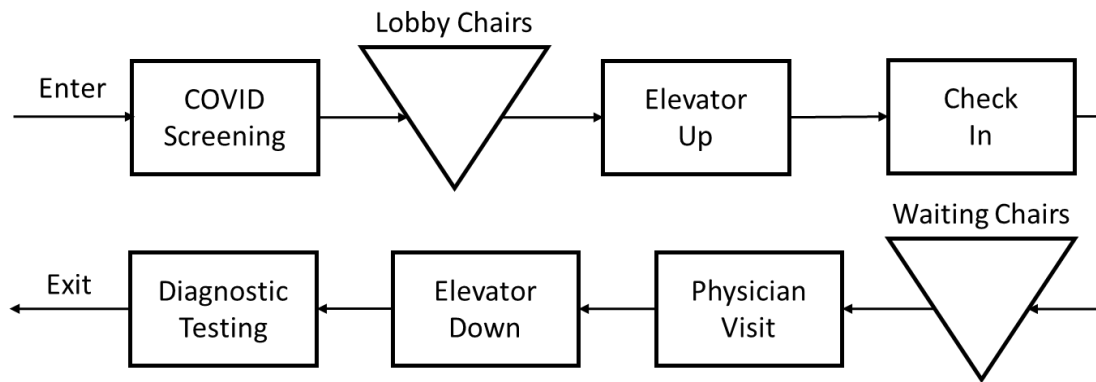 Lobby Chairs
Enter
COVID
Screening
Elevator
Up
Check
In
Waiting Chairs
Exit
Diagnostic
Testing
Elevator
Down
Physician
Visit